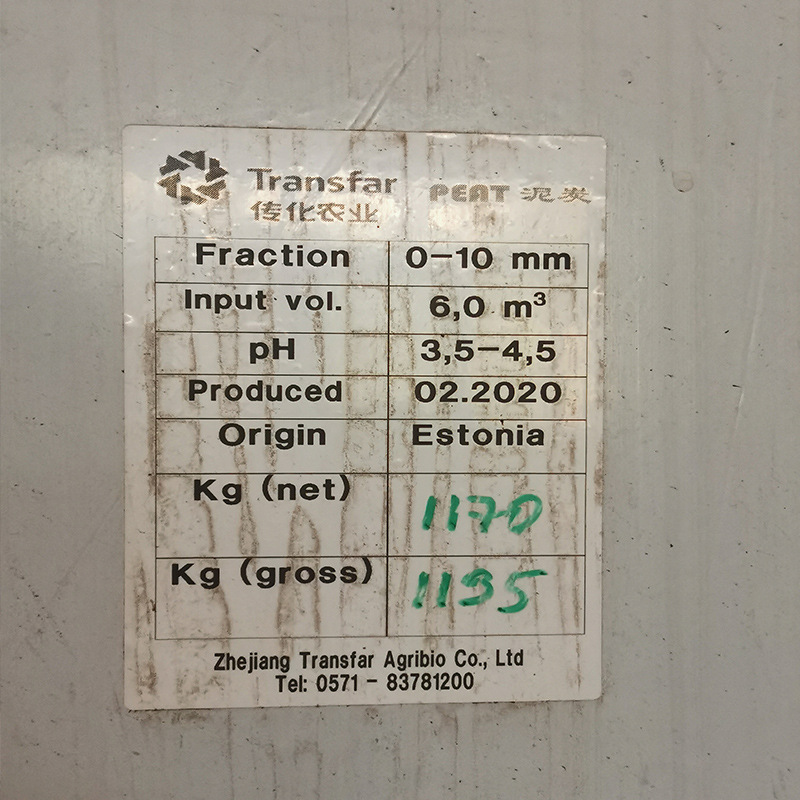 Transfar PEAT 泥炭
传化农业
Fraction 0-10 mm
Input vol. 6,0 m³
pH 3,5-4,5
Produced 02.2020
Origin Estonia
Kg (net) 1170
Kg (gross) 1195
Zhejiang Transfar Agribio Co., Ltd
Tel: 0571 - 83781200